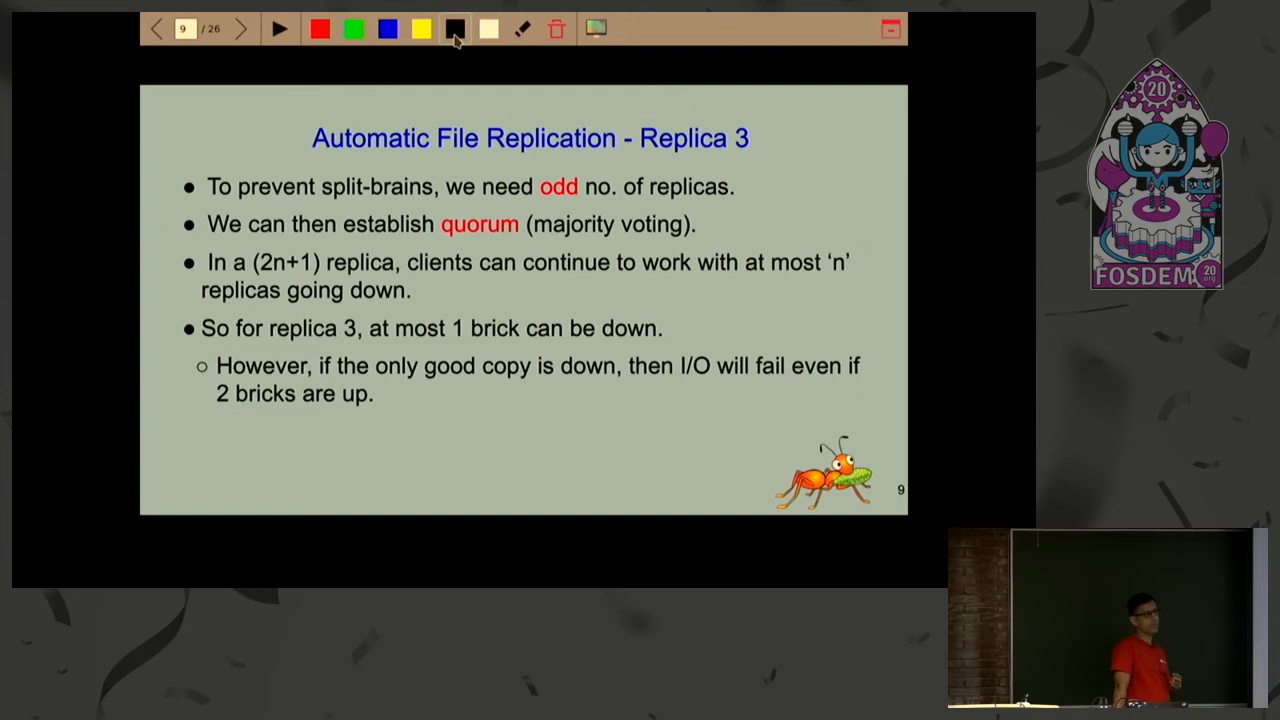 9 / 26
20
Automatic File Replication - Replica 3
● To prevent split-brains, we need odd no. of replicas.
● We can then establish quorum (majority voting).
● In a (2n+1) replica, clients can continue to work with at most ‘n’
replicas going down.
● So for replica 3, at most 1 brick can be down.
○ However, if the only good copy is down, then I/O will fail even if
2 bricks are up.
9
FOSDEM
20
.org